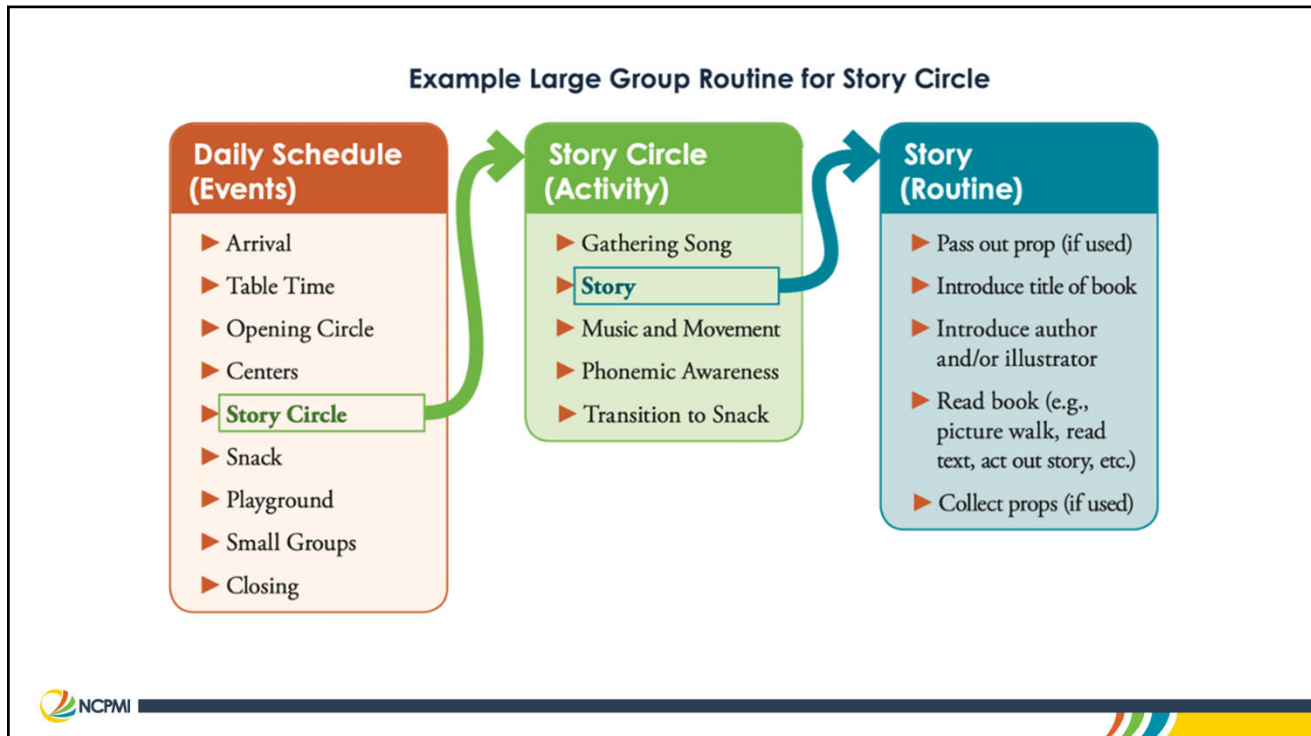 Example Large Group Routine for Story Circle
Daily Schedule
(Events)
► Arrival
► Table Time
► Opening Circle
► Centers
► Story Circle
► Snack
► Playground
► Small Groups
► Closing
Story Circle
(Activity)
► Gathering Song
► Story
► Music and Movement
► Phonemic Awareness
► Transition to Snack
Story
(Routine)
► Pass out prop (if used)
► Introduce title of book
► Introduce author
and/or illustrator
► Read book (e.g.,
picture walk, read
text, act out story, etc.)
► Collect props (if used)
NCPMI